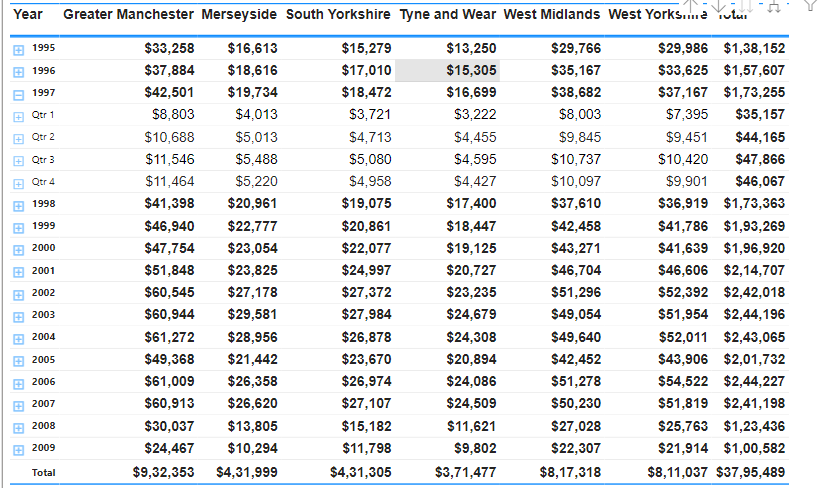 Year Greater Manchester Merseyside South Yorkshire Tyne and Wear West Midlands West Yorkshire Total
1995 $33,258 $16,613 $15,279 $13,250 $29,766 $29,986 $1,38,152
1996 $37,884 $18,616 $17,010 $15,305 $35,167 $33,625 $1,57,607
1997 $42,501 $19,734 $18,472 $16,699 $38,682 $37,167 $1,73,255
Qtr 1 $8,803 $4,013 $3,721 $3,222 $8,003 $7,395 $35,157
Qtr 2 $10,688 $5,013 $4,713 $4,455 $9,845 $9,451 $44,165
Qtr 3 $11,546 $5,488 $5,080 $4,595 $10,737 $10,420 $47,866
Qtr 4 $11,464 $5,220 $4,958 $4,427 $10,097 $9,901 $46,067
1998 $41,398 $20,961 $19,075 $17,400 $37,610 $36,919 $1,73,363
1999 $46,940 $22,777 $20,861 $18,447 $42,458 $41,786 $1,93,269
2000 $47,754 $23,054 $22,077 $19,125 $43,271 $41,639 $1,96,920
2001 $51,848 $23,825 $24,997 $20,727 $46,704 $46,606 $2,14,707
2002 $60,545 $27,178 $27,372 $23,235 $51,296 $52,392 $2,42,018
2003 $60,944 $29,581 $27,984 $24,679 $49,054 $51,954 $2,44,196
2004 $61,272 $28,956 $26,878 $24,308 $49,640 $52,011 $2,43,065
2005 $49,368 $21,442 $23,670 $20,894 $42,452 $43,906 $2,01,732
2006 $61,009 $26,358 $26,974 $24,086 $51,278 $54,522 $2,44,227
2007 $60,913 $26,620 $27,107 $24,509 $50,230 $51,819 $2,41,198
2008 $30,037 $13,805 $15,182 $11,621 $27,028 $25,763 $1,23,436
2009 $24,467 $10,294 $11,798 $9,802 $22,307 $21,914 $1,00,582
Total $9,32,353 $4,31,999 $4,31,305 $3,71,477 $8,17,318 $8,11,037 $37,95,489